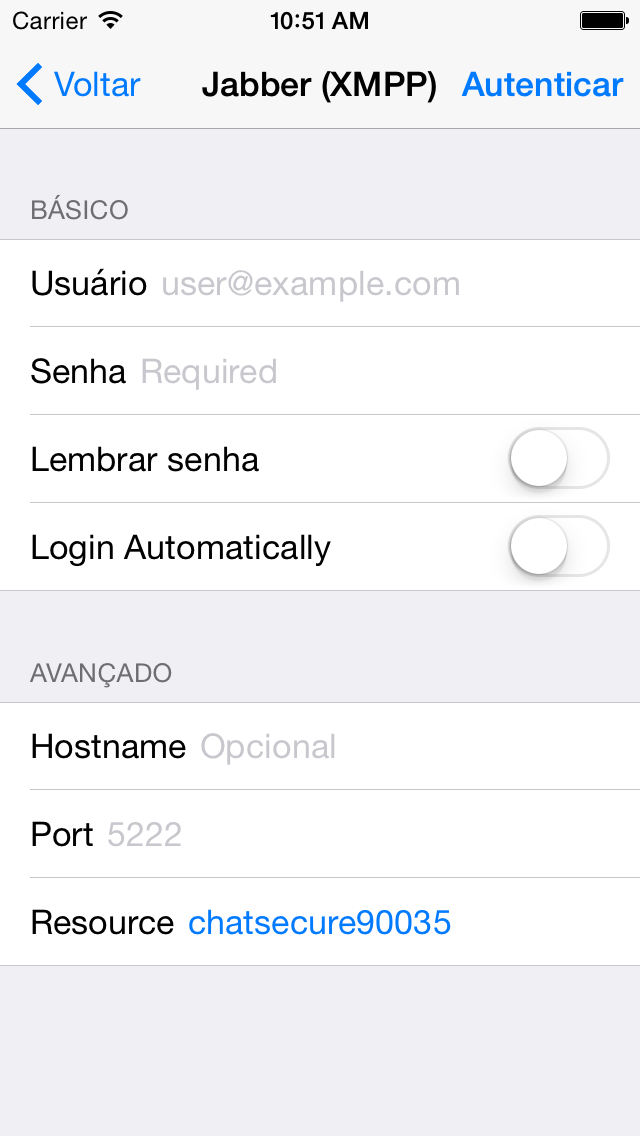 Carrier 10:51 AM
Voltar Jabber (XMPP) Autenticar
BÁSICO
Usuário user@example.com
Senha Required
Lembrar senha
Login Automatically
AVANÇADO
Hostname Opcional
Port 5222
Resource chatsecure90035